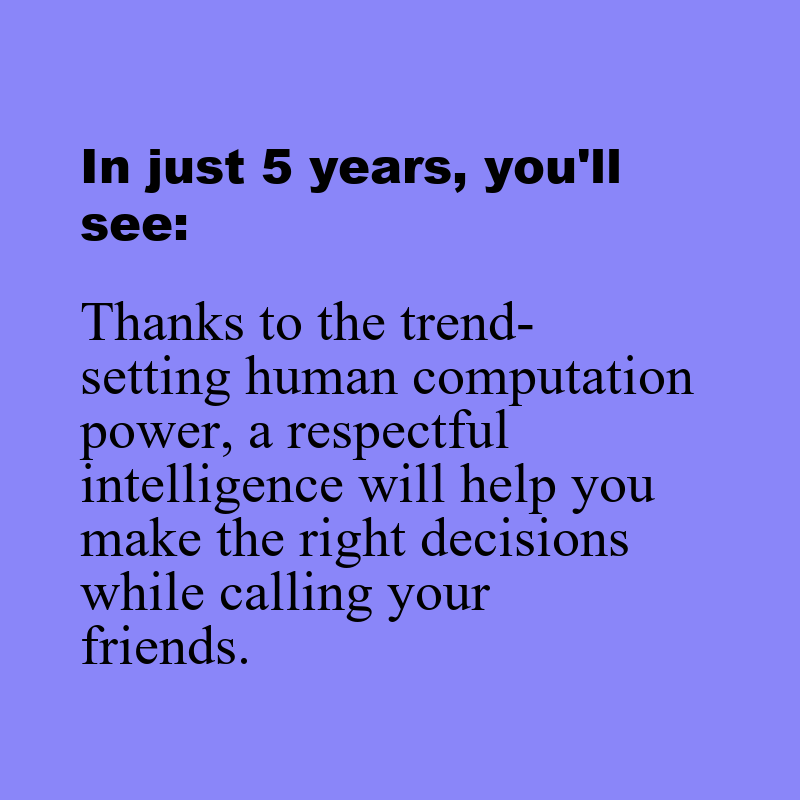 In just 5 years, you'll
see:
Thanks to the trend-
setting human computation
power, a respectful
intelligence will help you
make the right decisions
while calling your
friends.